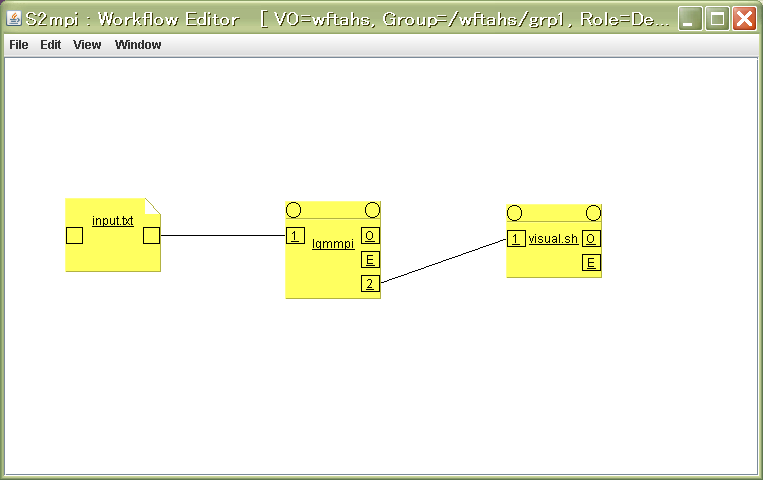 S2mpi : Workflow Editor [ VO=wftahs, Group=/wftahs/grp1, Role=De...
File Edit View Window
input.txt
1 lqmmpi O
E
2
1 visual.sh O
E